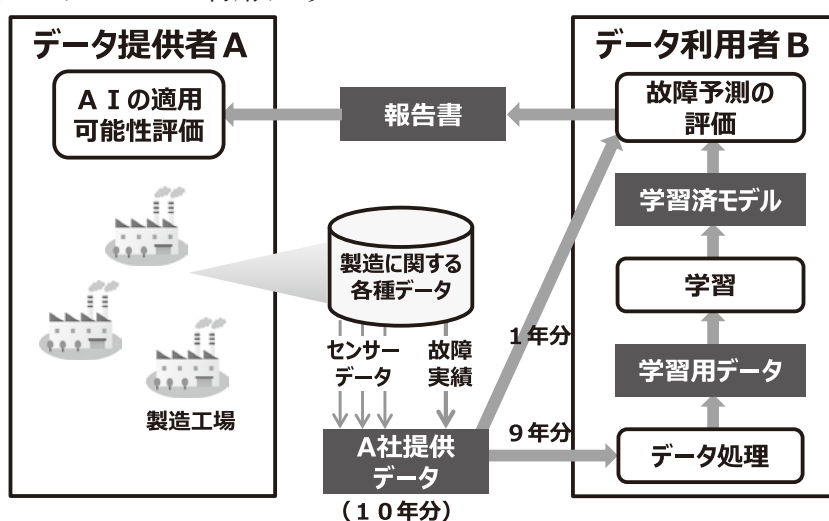 データ提供者A
AIの適用
可能性評価
報告書
データ利用者B
故障予測の
評価
学習済モデル
学習
学習用データ
データ処理
製造に関する
各種データ
センサー
データ
故障
実績
1年分
9年分
A社提供
データ
（10年分）
製造工場